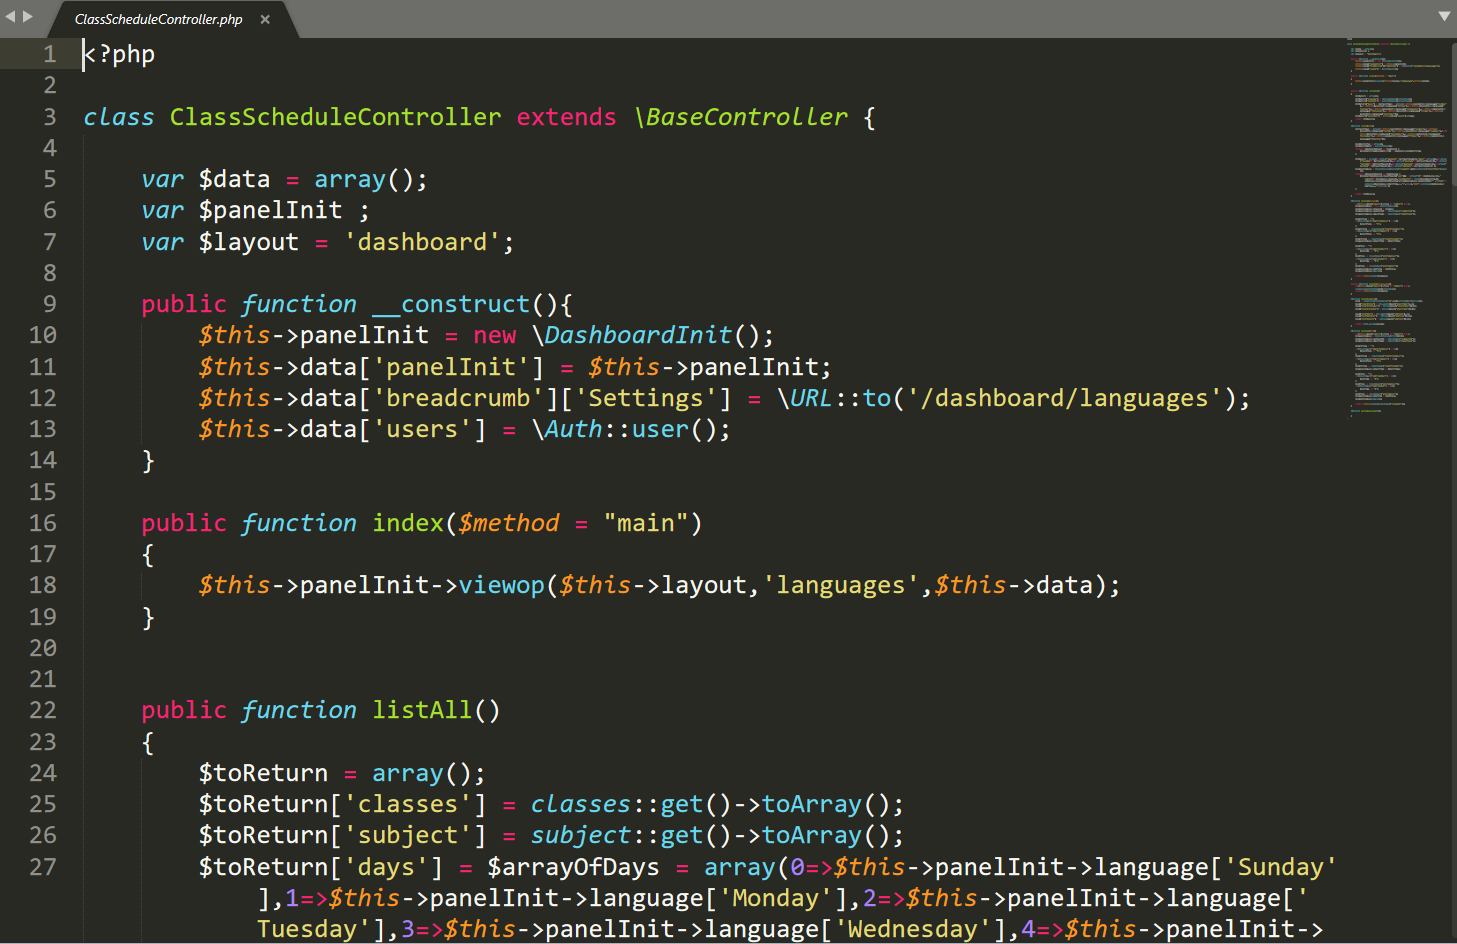 ClassScheduleController.php ×
1 <?php
2
3 class ClassScheduleController extends \BaseController {
4
5 var $data = array();
6 var $panelInit ;
7 var $layout = 'dashboard';
8
9 public function __construct(){
10 $this->panelInit = new \DashboardInit();
11 $this->data['panelInit'] = $this->panelInit;
12 $this->data['breadcrumb']['Settings'] = \URL::to('/dashboard/languages');
13 $this->data['users'] = \Auth::user();
14 }
15
16 public function index($method = "main")
17 {
18 $this->panelInit->viewop($this->layout,'languages',$this->data);
19 }
20
21
22 public function listAll()
23 {
24 $toReturn = array();
25 $toReturn['classes'] = classes::get()->toArray();
26 $toReturn['subject'] = subject::get()->toArray();
27 $toReturn['days'] = $arrayOfDays = array(0=>$this->panelInit->language['Sunday'
],1=>$this->panelInit->language['Monday'],2=>$this->panelInit->language['
Tuesday'],3=>$this->panelInit->language['Wednesday'],4=>$this->panelInit->